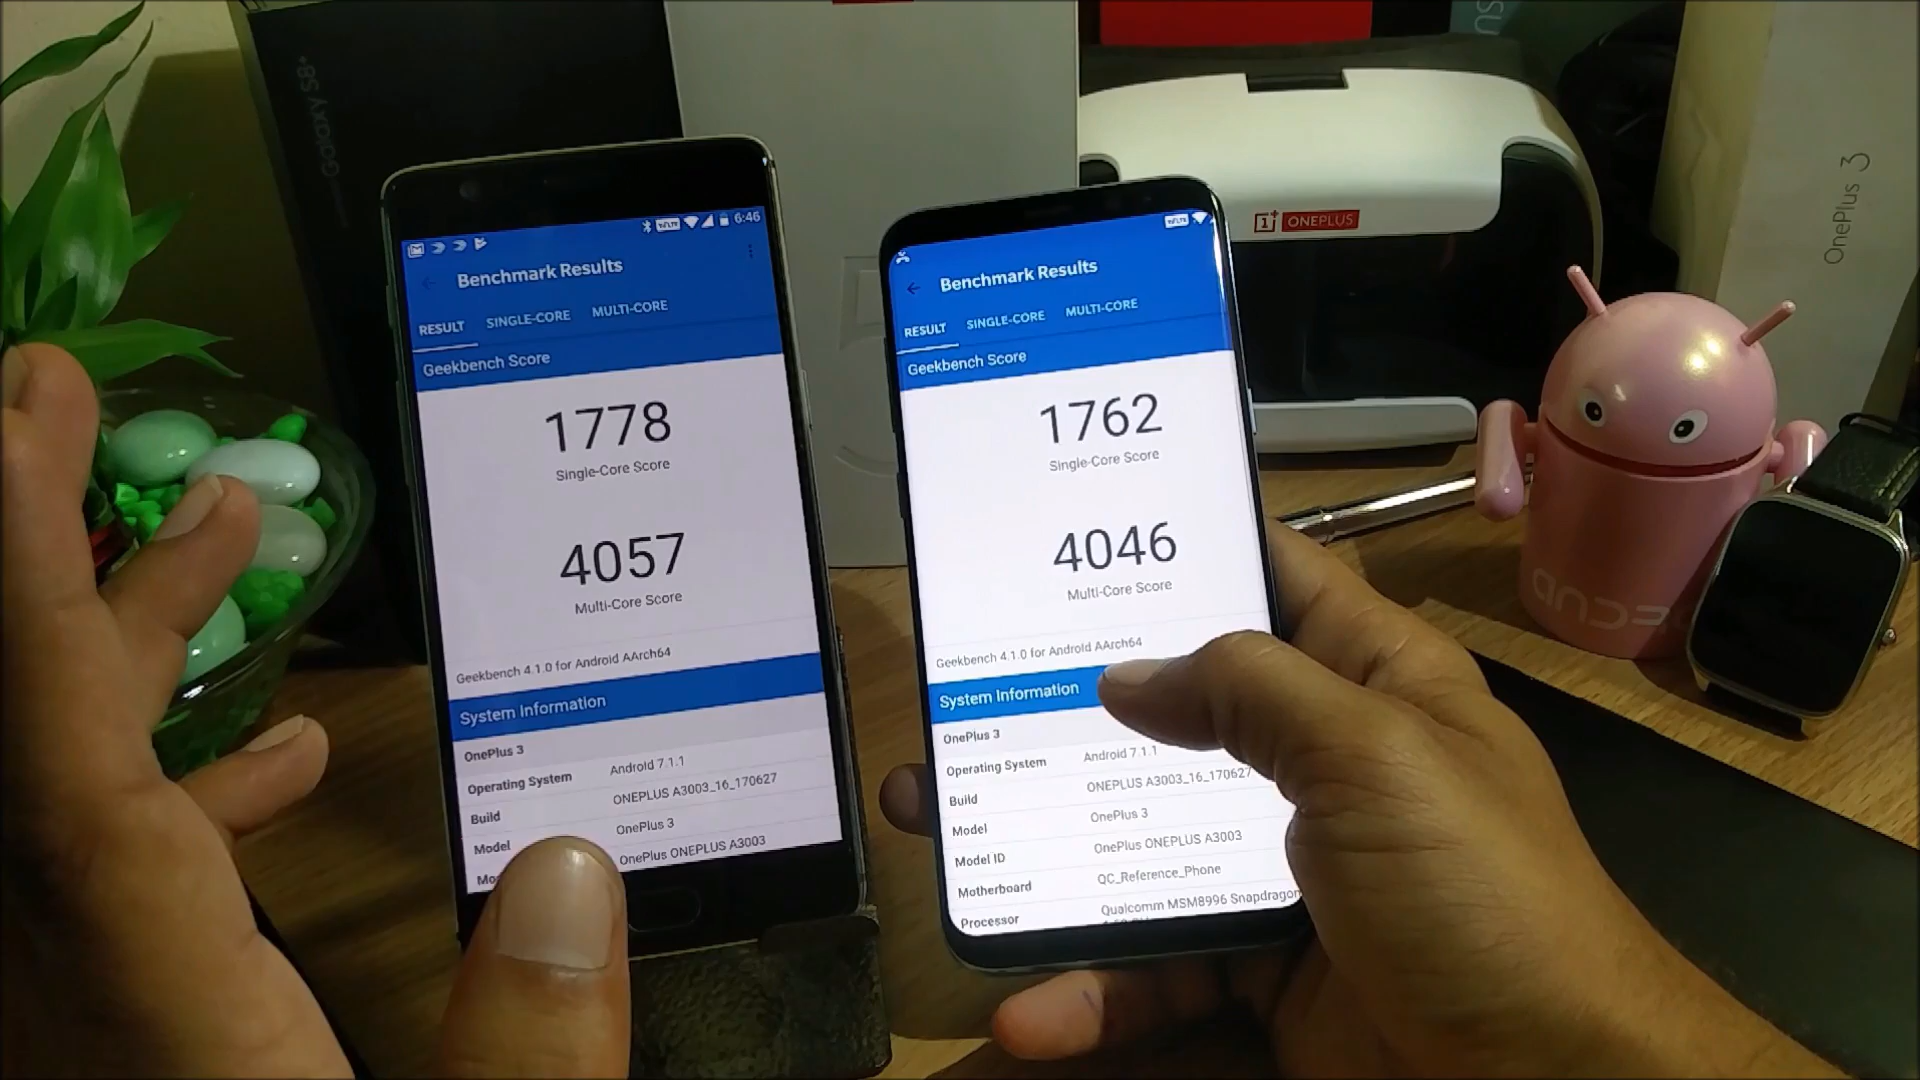 Galaxy S8+
6:46
Benchmark Results
RESULT SINGLE-CORE MULTI-CORE
Geekbench Score
1778
Single-Core Score
4057
Multi-Core Score
Geekbench 4.1.0 for Android AArch64
System Information
OnePlus 3
Operating System Android 7.1.1
Build ONEPLUS A3003_16_170627
Model OnePlus 3
OnePlus ONEPLUS A3003
Benchmark Results
RESULT SINGLE-CORE MULTI-CORE
Geekbench Score
1762
Single-Core Score
4046
Multi-Core Score
Geekbench 4.1.0 for Android AArch64
System Information
OnePlus 3
Operating System Android 7.1.1
Build ONEPLUS A3003_16_170627
Model OnePlus 3
Model ID OnePlus ONEPLUS A3003
Motherboard QC_Reference_Phone
Processor Qualcomm MSM8996 Snapdragon
ONEPLUS
OnePlus 3